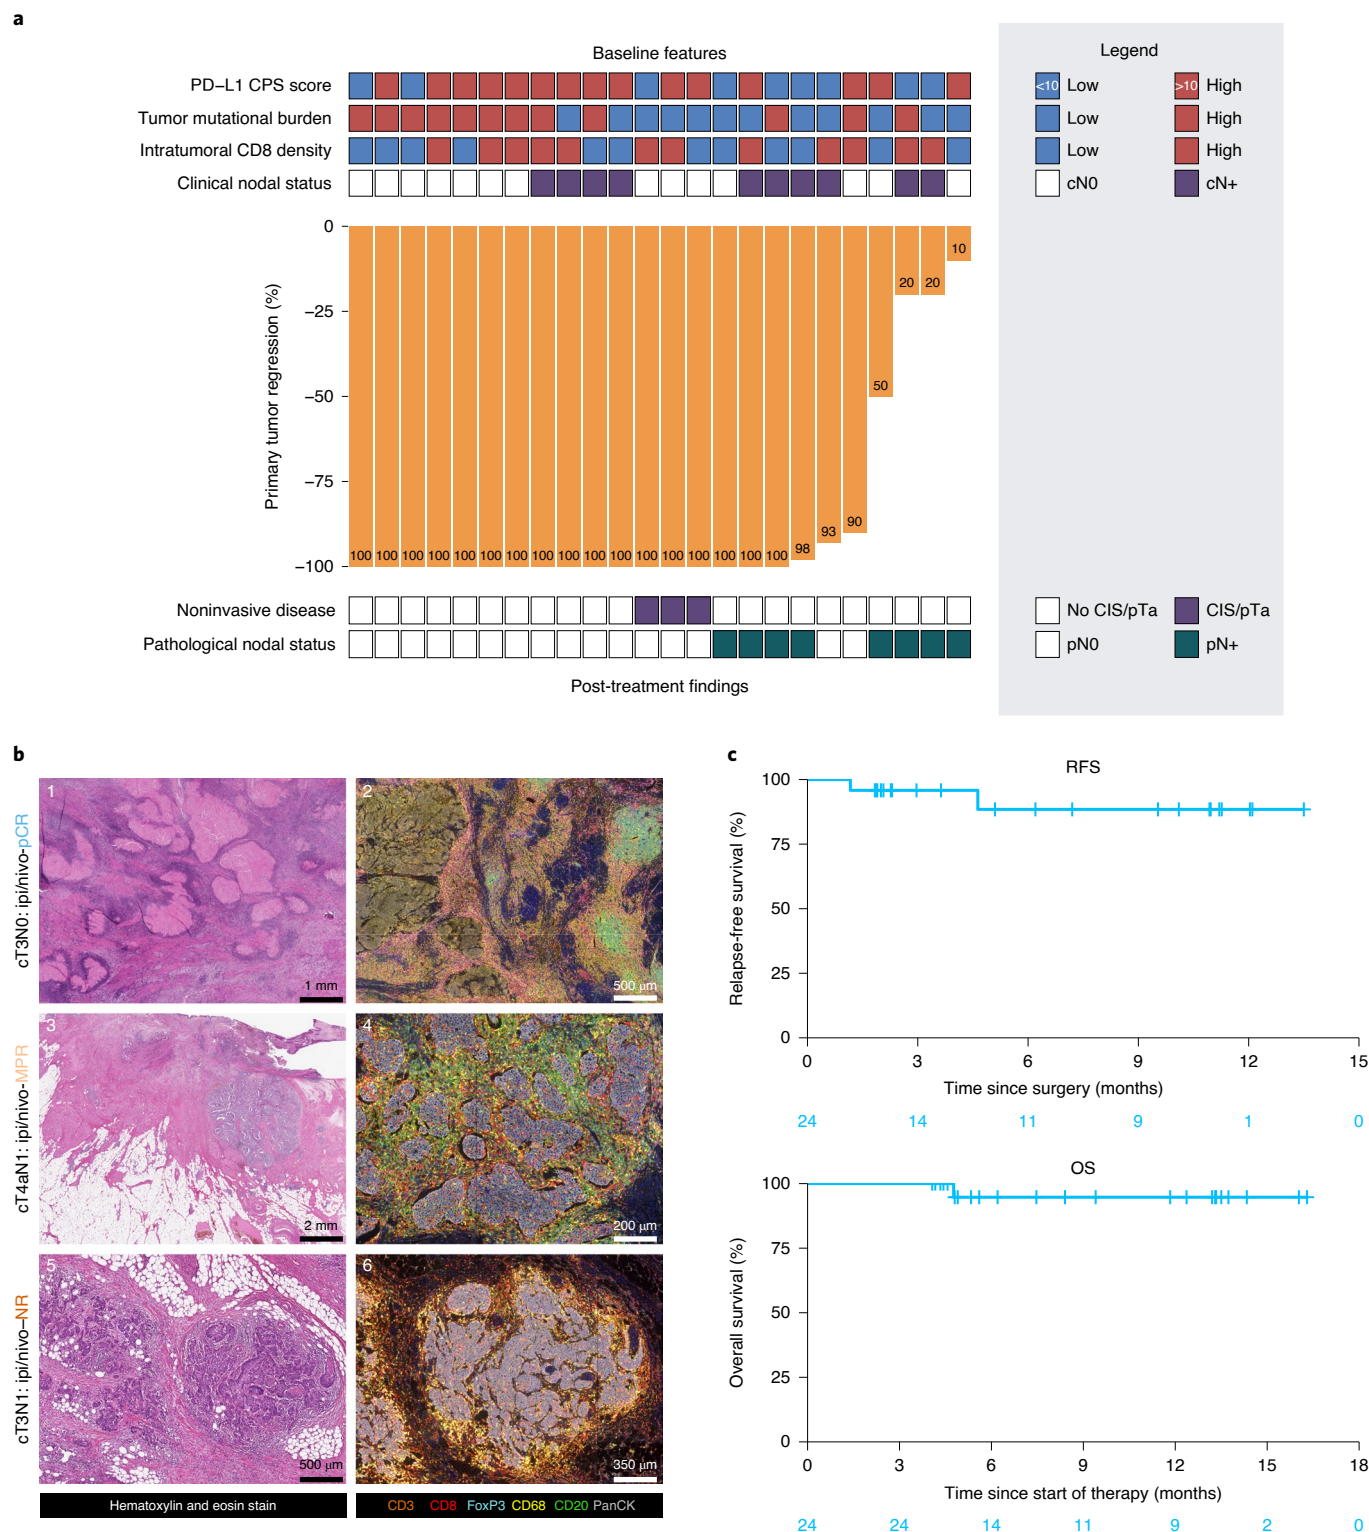 a
Baseline features
Legend
PD–L1 CPS score
<10 Low
>10 High
Tumor mutational burden
Low
High
Intratumoral CD8 density
Low
High
Clinical nodal status
cN0
cN+
Primary tumor regression (%)
0
−25
−50
−75
−100
100 100 100 100 100 100 100 100 100 100 100 100 100 100 100 100 100 98 93 90 50 20 20 10
Noninvasive disease
No CIS/pTa
CIS/pTa
Pathological nodal status
pN0
pN+
Post-treatment findings
b
cT3N0: ipi/nivo-pCR
1
1 mm
2
500 µm
cT4aN1: ipi/nivo-MPR
3
2 mm
4
200 µm
cT3N1: ipi/nivo–NR
5
500 µm
6
350 µm
Hematoxylin and eosin stain
CD3 CD8 FoxP3 CD68 CD20 PanCK
c
RFS
Relapse-free survival (%)
100
75
50
25
0
0 3 6 9 12 15
Time since surgery (months)
24 14 11 9 1 0
OS
Overall survival (%)
100
75
50
25
0
0 3 6 9 12 15 18
Time since start of therapy (months)
24 24 14 11 9 2 0